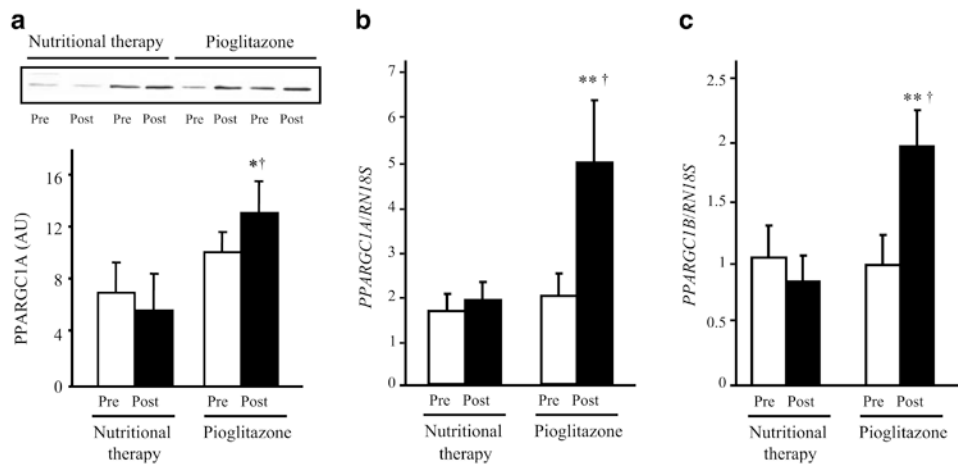 a
Nutritional therapy Pioglitazone
Pre Post Pre Post Pre Post Pre Post
PPARGC1A (AU)
16
12
8
4
0
*†
Pre Post Pre Post
Nutritional therapy
Pioglitazone
b
PPARGC1A/RN18S
7
6
5
4
3
2
1
0
** †
Pre Post Pre Post
Nutritional therapy
Pioglitazone
c
PPARGC1B/RN18S
2.5
2
1.5
1
0.5
0
** †
Pre Post Pre Post
Nutritional therapy
Pioglitazone